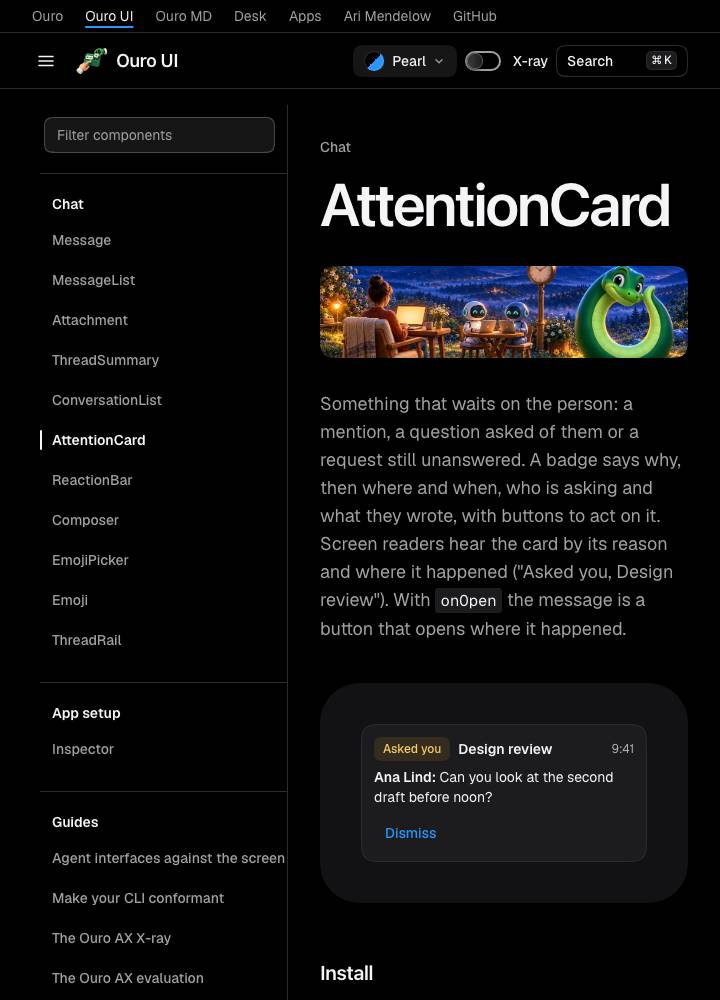 Ouro Ouro UI Ouro MD Desk Apps Ari Mendelow GitHub
Ouro UI Pearl X-ray Search ⌘ K
Filter components
Chat
Message
MessageList
Attachment
ThreadSummary
ConversationList
AttentionCard
ReactionBar
Composer
EmojiPicker
Emoji
ThreadRail
App setup
Inspector
Guides
Agent interfaces against the screen
Make your CLI conformant
The Ouro AX X-ray
The Ouro AX evaluation
Chat
AttentionCard
Something that waits on the person: a
mention, a question asked of them or a
request still unanswered. A badge says why,
then where and when, who is asking and
what they wrote, with buttons to act on it.
Screen readers hear the card by its reason
and where it happened ("Asked you, Design
review"). With onOpen the message is a
button that opens where it happened.
Asked you Design review 9:41
Ana Lind: Can you look at the second
draft before noon?
Dismiss
Install